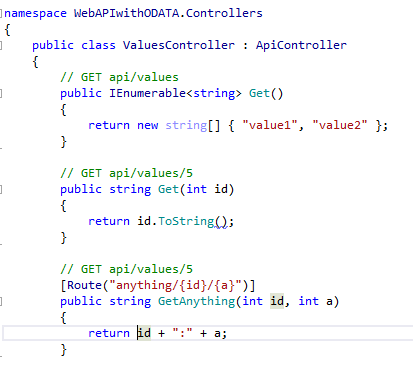 namespace WebAPIwithODATA.Controllers
{
    public class ValuesController : ApiController
    {
        // GET api/values
        public IEnumerable<string> Get()
        {
            return new string[] { "value1", "value2" };
        }

        // GET api/values/5
        public string Get(int id)
        {
            return id.ToString();
        }

        // GET api/values/5
        [Route("anything/{id}/{a}")]
        public string GetAnything(int id, int a)
        {
            return id + ":" + a;
        }